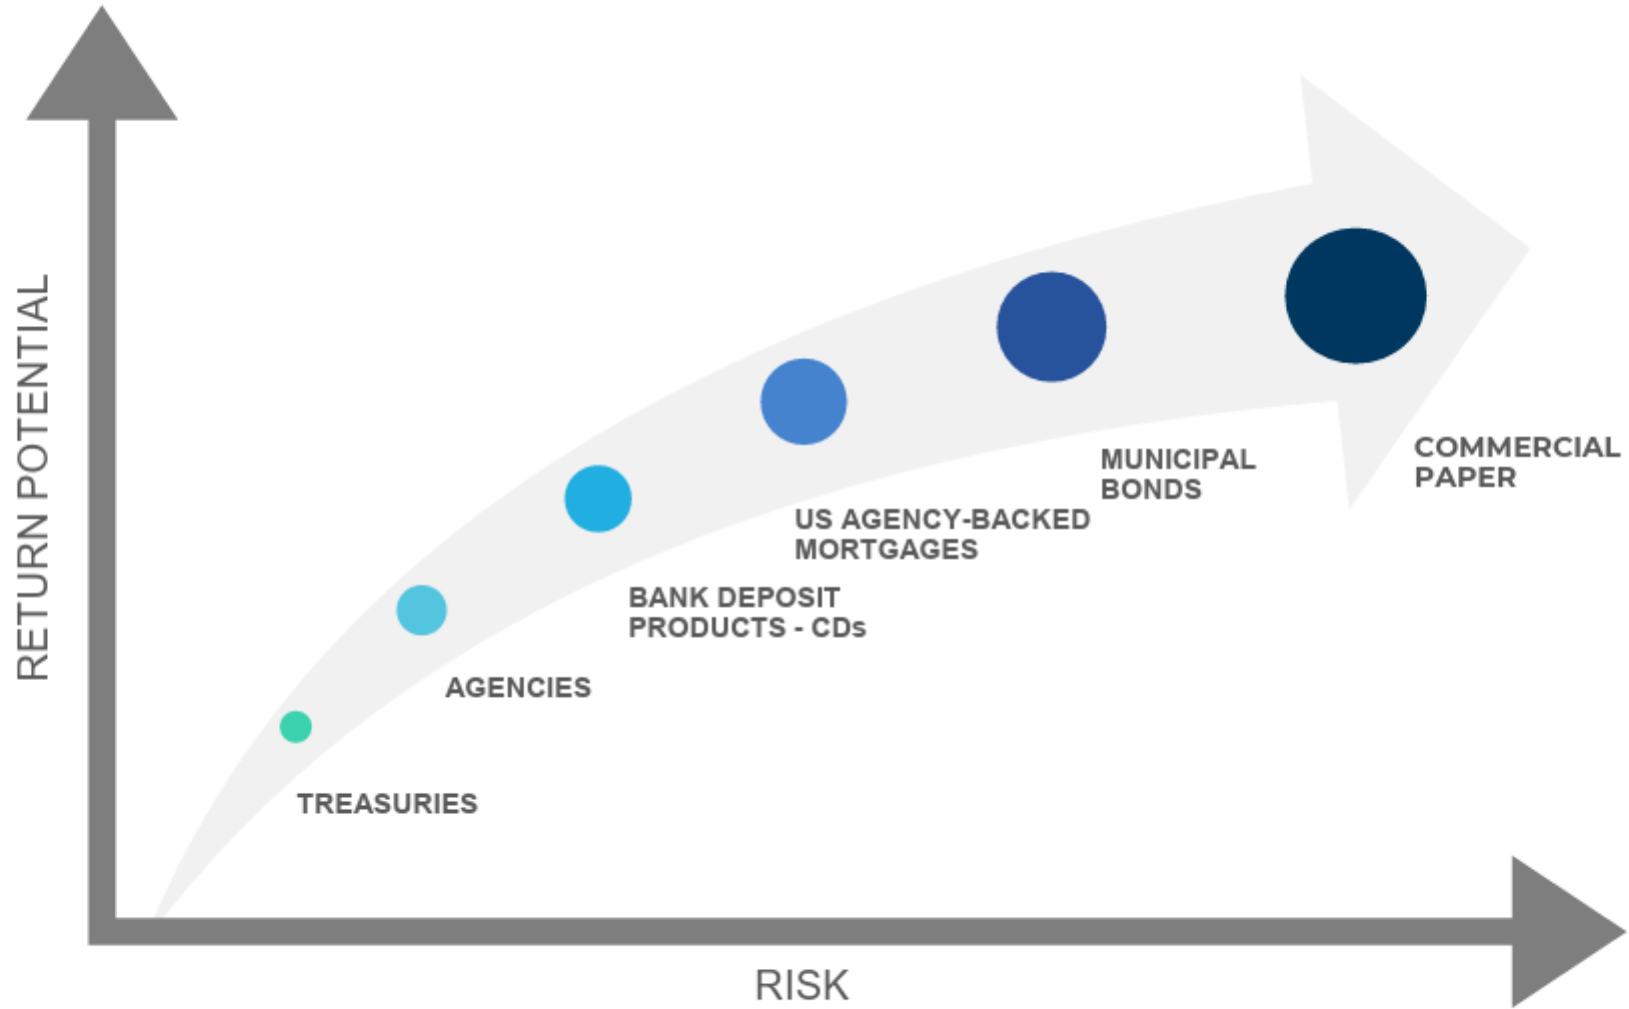 RETURN POTENTIAL
COMMERCIAL
PAPER
MUNICIPAL
BONDS
US AGENCY-BACKED
MORTGAGES
BANK DEPOSIT
PRODUCTS - CDs
AGENCIES
TREASURIES
RISK